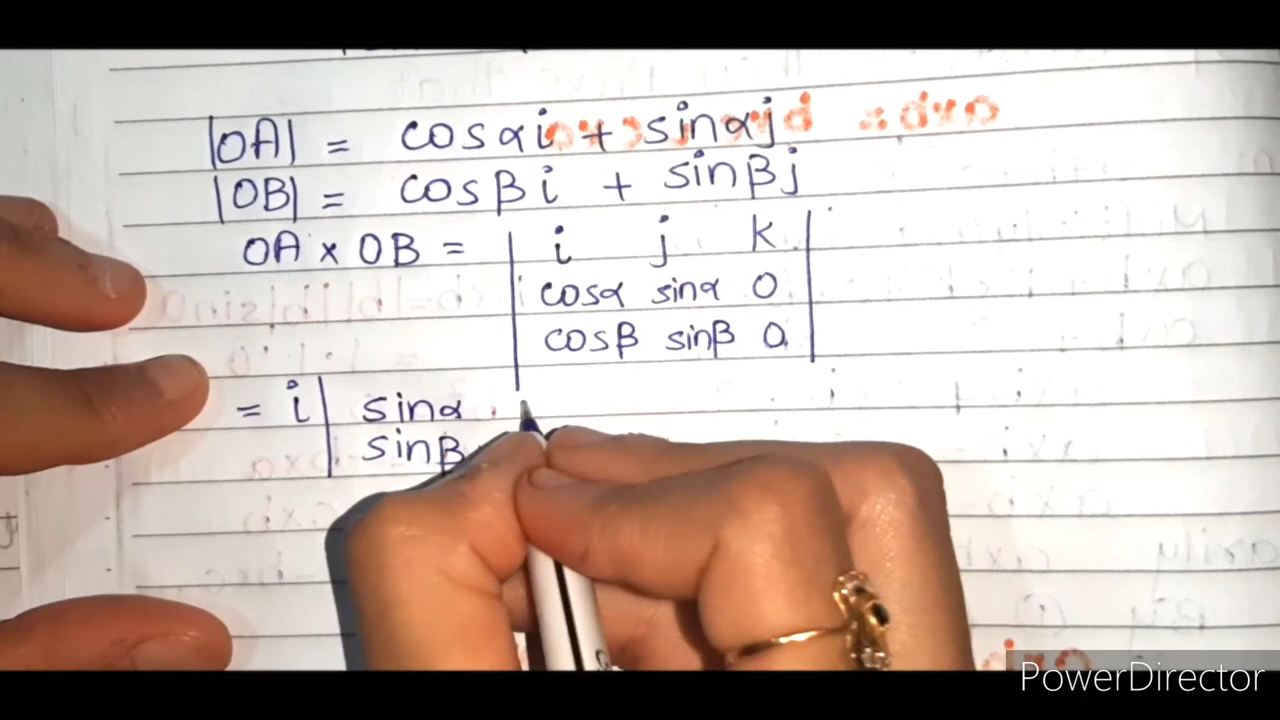 |OA| = cosαi + sinαj
|OB| = cosβi + sinβj
OA × OB = | i j k |
cosα sinα 0
cosβ sinβ 0
= i | sinα
sinβ
PowerDirector